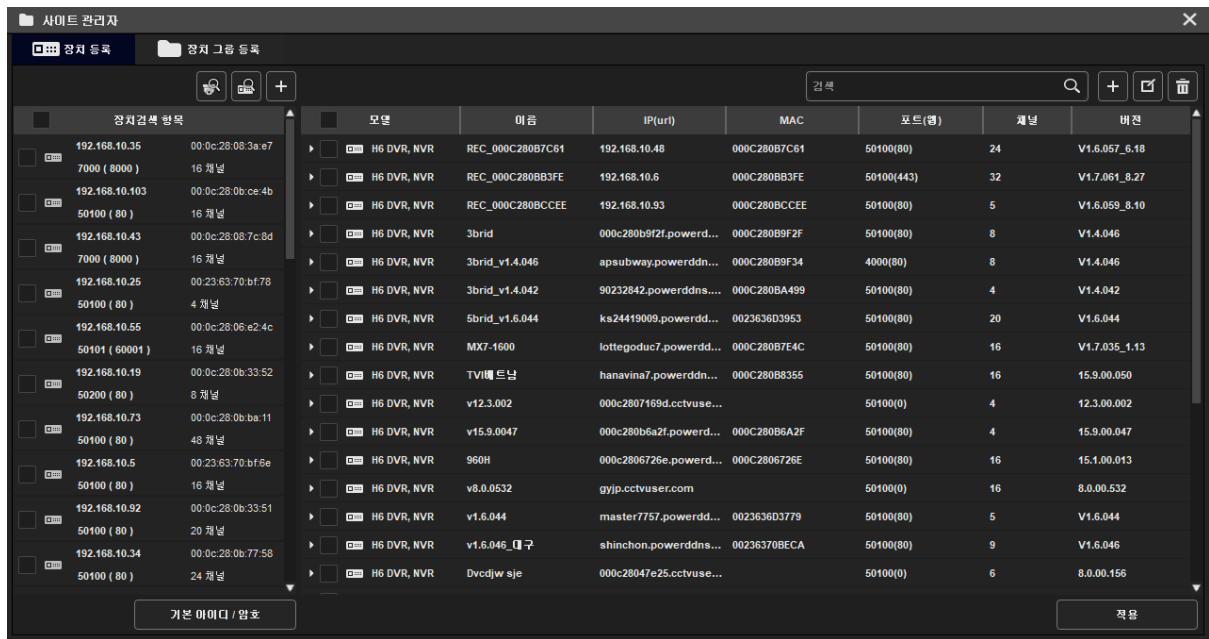 사이트 관리자
장치 등록
장치 그룹 등록
검색
장치검색 항목
192.168.10.35 00:0c:28:08:3a:e7
7000 ( 8000 ) 16 채널
192.168.10.103 00:0c:28:0b:ce:4b
50100 ( 80 ) 16 채널
192.168.10.43 00:0c:28:08:7c:8d
7000 ( 8000 ) 16 채널
192.168.10.25 00:23:63:70:bf:78
50100 ( 80 ) 4 채널
192.168.10.55 00:0c:28:06:e2:4c
50101 ( 60001 ) 16 채널
192.168.10.19 00:0c:28:0b:33:52
50200 ( 80 ) 8 채널
192.168.10.73 00:0c:28:0b:ba:11
50100 ( 80 ) 48 채널
192.168.10.5 00:23:63:70:bf:6e
50100 ( 80 ) 16 채널
192.168.10.92 00:0c:28:0b:33:51
50100 ( 80 ) 20 채널
192.168.10.34 00:0c:28:0b:77:58
50100 ( 80 ) 24 채널
기본 아이디 / 암호
모델 이름 IP(url) MAC 포트(웹) 채널 버젼
H6 DVR, NVR REC_000C280B7C61 192.168.10.48 000C280B7C61 50100(80) 24 V1.6.057_6.18
H6 DVR, NVR REC_000C280BB3FE 192.168.10.6 000C280BB3FE 50100(443) 32 V1.7.061_8.27
H6 DVR, NVR REC_000C280BCCEE 192.168.10.93 000C280BCCEE 50100(80) 5 V1.6.059_8.10
H6 DVR, NVR 3brid 000c280b9f2f.powerd... 000C280B9F2F 50100(80) 8 V1.4.046
H6 DVR, NVR 3brid_v1.4.046 apsubway.powerddn... 000C280B9F34 4000(80) 8 V1.4.046
H6 DVR, NVR 3brid_v1.4.042 90232842.powerddns.... 000C280BA499 50100(80) 4 V1.4.042
H6 DVR, NVR 5brid_v1.6.044 ks24419009.powerdd... 0023636D3953 50100(80) 20 V1.6.044
H6 DVR, NVR MX7-1600 lottegoduc7.powerdd... 000C280B7E4C 50100(80) 16 V1.7.035_1.13
H6 DVR, NVR TVI베트남 hanavina7.powerddn... 000C280B8355 50100(80) 16 15.9.00.050
H6 DVR, NVR v12.3.002 000c2807169d.cctvuse... 50100(0) 4 12.3.00.002
H6 DVR, NVR v15.9.0047 000c280b6a2f.powerd... 000C280B6A2F 50100(80) 4 15.9.00.047
H6 DVR, NVR 960H 000c2806726e.powerd... 000C2806726E 50100(80) 16 15.1.00.013
H6 DVR, NVR v8.0.0532 gyjp.cctvuser.com 50100(0) 16 8.0.00.532
H6 DVR, NVR v1.6.044 master7757.powerdd... 0023636D3779 50100(80) 5 V1.6.044
H6 DVR, NVR v1.6.046_대구 shinchon.powerddns... 00236370BECA 50100(80) 9 V1.6.046
H6 DVR, NVR Dvcdjw sje 000c28047e25.cctvuse... 50100(0) 6 8.0.00.156
적용